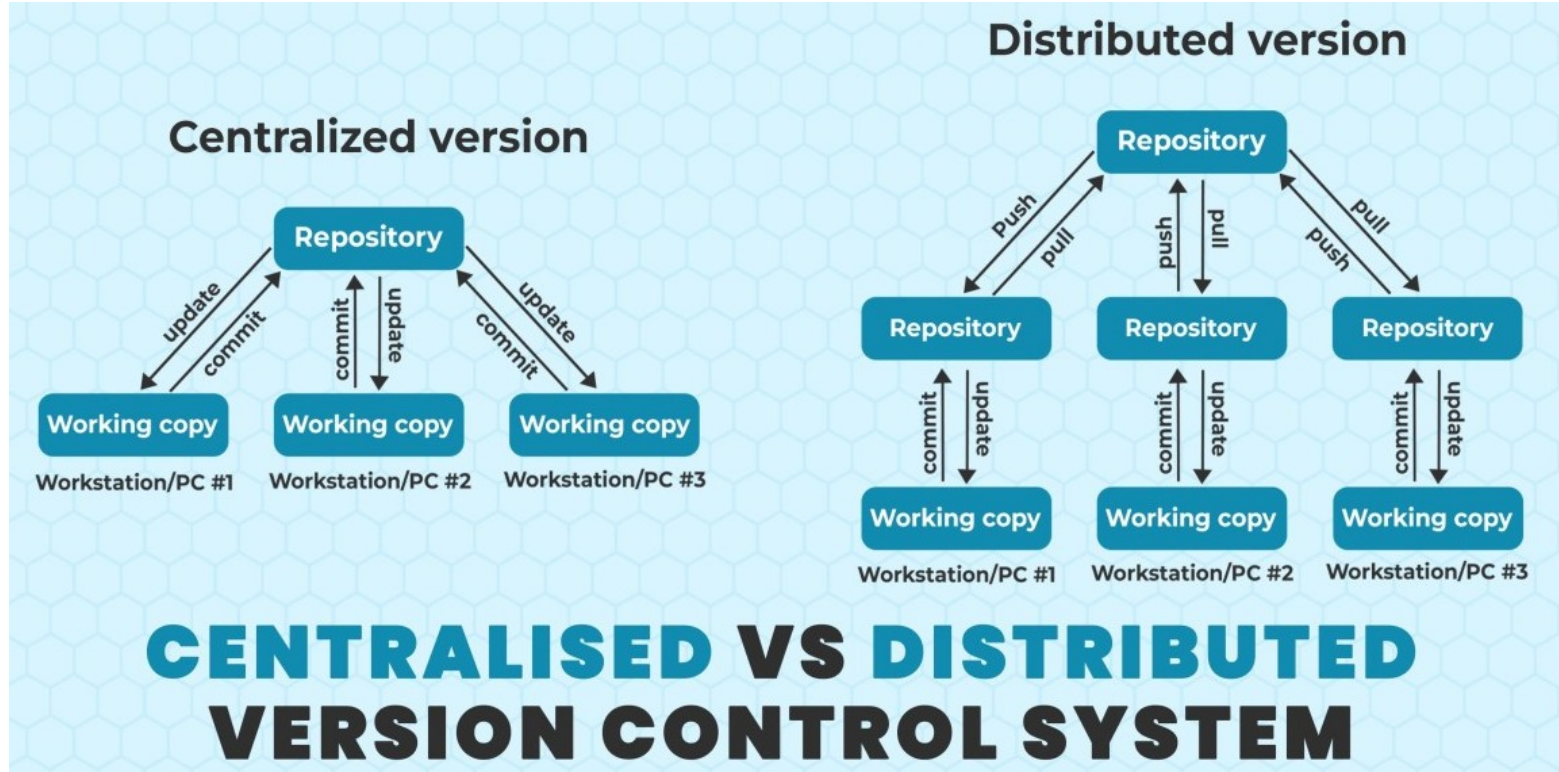 Centralized version
Repository
update
commit
commit
update
update
commit
Working copy
Working copy
Working copy
Workstation/PC #1
Workstation/PC #2
Workstation/PC #3
Distributed version
Repository
Push
pull
push
pull
pull
push
Repository
Repository
Repository
commit
update
commit
update
commit
update
Working copy
Working copy
Working copy
Workstation/PC #1
Workstation/PC #2
Workstation/PC #3
CENTRALISED VS DISTRIBUTED
VERSION CONTROL SYSTEM